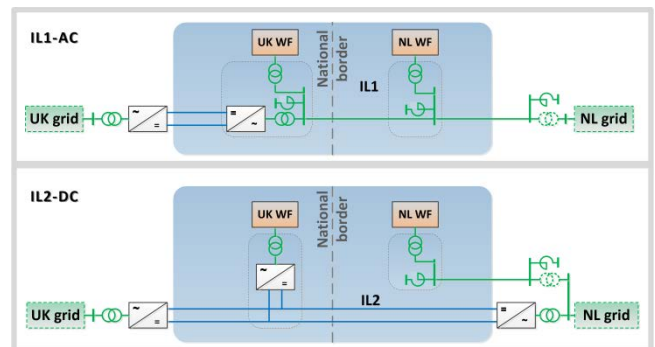 IL1-AC
UK WF
NL WF
National
border
IL1
UK grid
~
=
=
~
NL grid
IL2-DC
UK WF
NL WF
National
border
~
=
IL2
UK grid
~
=
=
~
NL grid